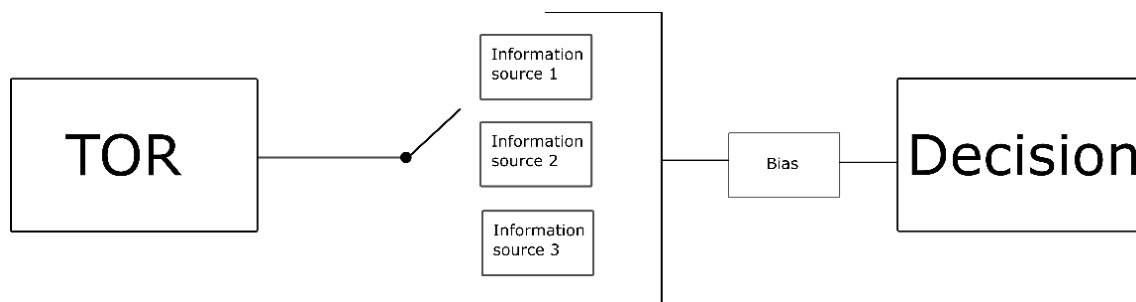 TOR
Information
source 1
Information
source 2
Information
source 3
Bias
Decision